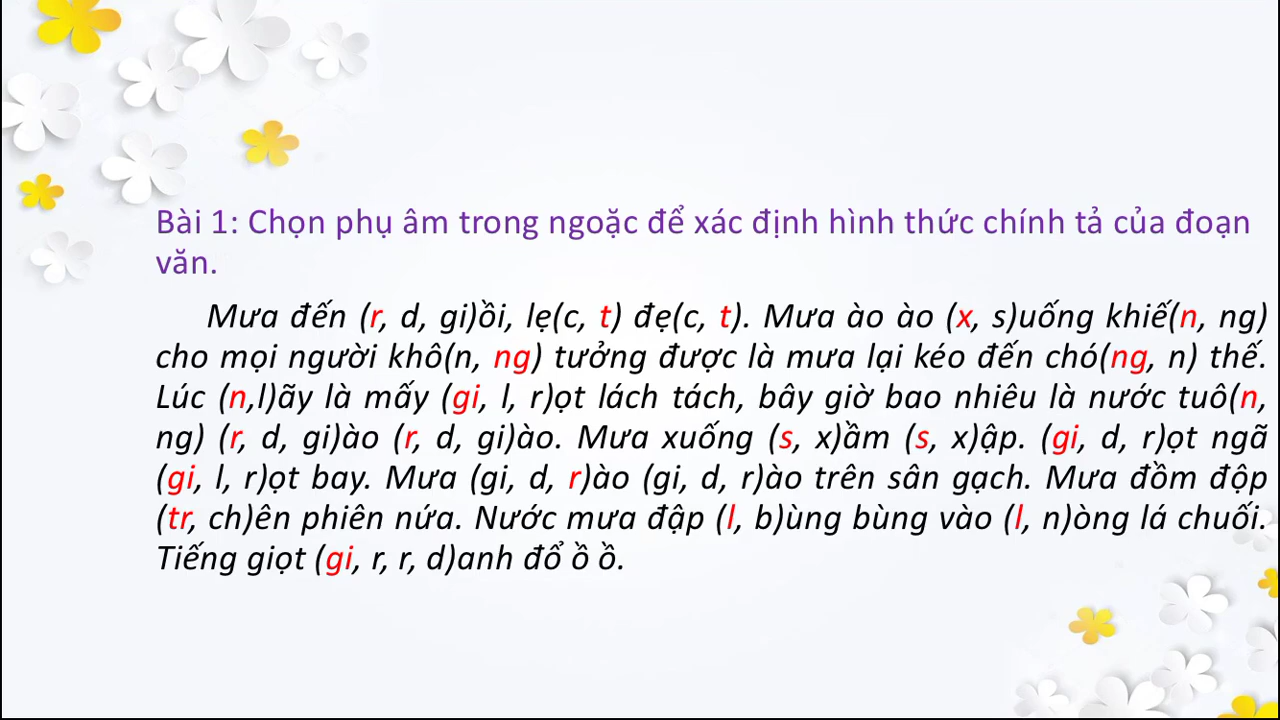 Bài 1: Chọn phụ âm trong ngoặc để xác định hình thức chính tả của đoạn
văn.
Mưa đến (r, d, gi)ồi, lẹ(c, t) đẹ(c, t). Mưa ào ào (x, s)uống khiế(n, ng)
cho mọi người khô(n, ng) tưởng được là mưa lại kéo đến chó(ng, n) thế.
Lúc (n,l)ãy là mấy (gi, l, r)ọt lách tách, bây giờ bao nhiêu là nước tuô(n,
ng) (r, d, gi)ào (r, d, gi)ào. Mưa xuống (s, x)ầm (s, x)ập. (gi, d, r)ọt ngã
(gi, l, r)ọt bay. Mưa (gi, d, r)ào (gi, d, r)ào trên sân gạch. Mưa đồm độp
(tr, ch)ên phiên nứa. Nước mưa đập (l, b)ùng bùng vào (l, n)òng lá chuối.
Tiếng giọt (gi, r, r, d)anh đổ ồ ồ.